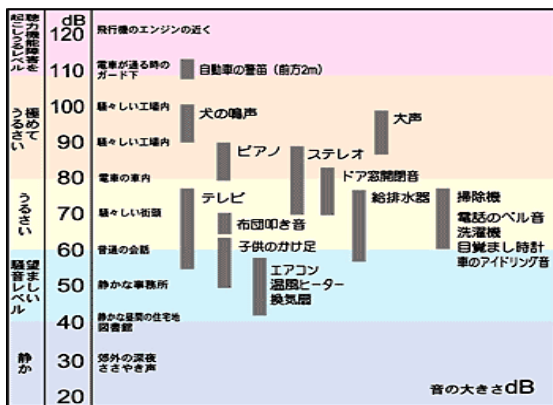 聴力機能障害を
起こしうるレベル
極めて
うるさい
うるさい
望ましい
騒音レベル
静か
dB
120
110
100
90
80
70
60
50
40
30
20
飛行機のエンジンの近く
電車が通る時の
ガード下
騒々しい工場内
騒々しい工場内
電車の車内
騒々しい街頭
普通の会話
静かな事務所
静かな昼間の住宅地
図書館
郊外の深夜
ささやき声
自動車の警笛(前方2m)
犬の鳴声
大声
ピアノ
ステレオ
ドア窓開閉音
テレビ
給排水器
掃除機
布団叩き音
電話のベル音
洗濯機
子供のかけ足
目覚まし時計
車のアイドリング音
エアコン
温風ヒーター
換気扇
音の大きさdB